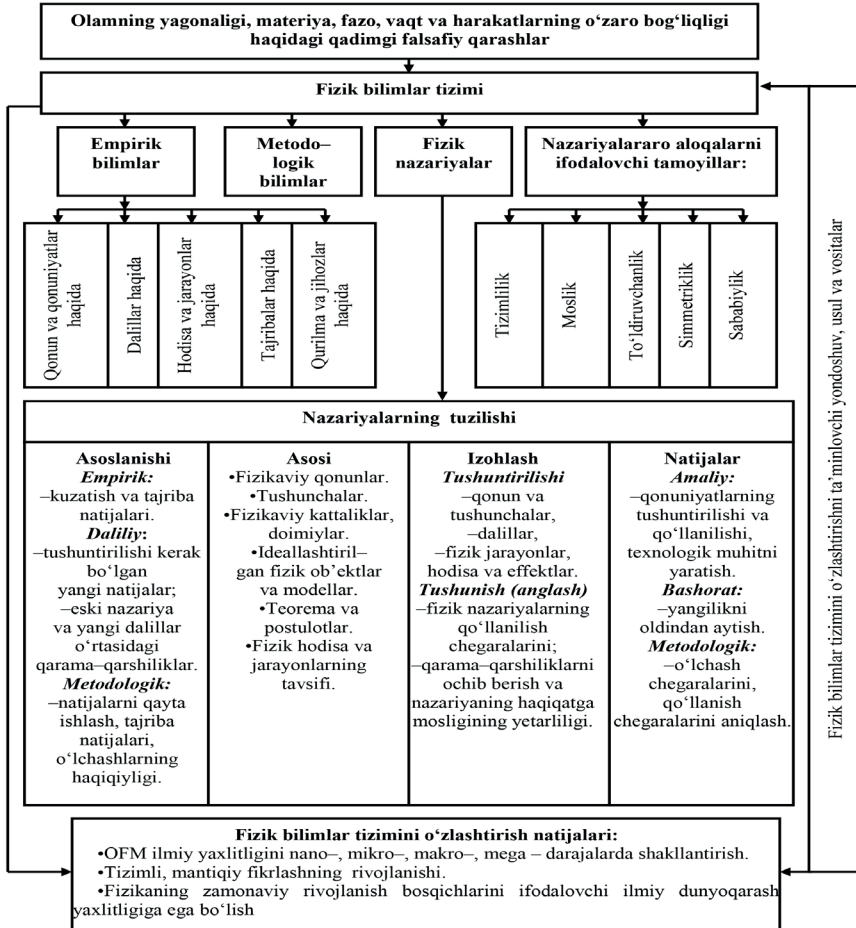 Olamning yagonaligi, materiya, fazo, vaqt va harakatlarning o‘zaro bog‘liqligi
haqidagi qadimgi falsafiy qarashlar
Fizik bilimlar tizimi
Empirik
bilimlar
Metodo–
logik
bilimlar
Fizik
nazariyalar
Nazariyalararo aloqalarni
ifodalovchi tamoyillar:
Qonun va qonuniyatlar
haqida
Dalillar haqida
Hodisa va jarayonlar
haqida
Tajribalar haqida
Qurilma va jihozlar
haqida
Tizimlilik
Moslik
To‘ldiruvchanlik
Simmetriklik
Sababiylik
Nazariyalarning tuzilishi
Asoslanishi
Empirik:
–kuzatish va tajriba
natijalari.
Daliliy:
–tushuntirilishi kerak
bo‘lgan
yangi natijalar;
–eski nazariya
va yangi dalillar
o‘rtasidagi
qarama–qarshiliklar.
Metodologik:
–natijalarni qayta
ishlash, tajriba
natijalari,
o‘lchashlarning
haqiqiyligi.
Asosi
•Fizikaviy qonunlar.
•Tushunchalar.
•Fizikaviy kattaliklar,
doimiylar.
•Ideallashtiril–
gan fizik ob’ektlar
va modellar.
•Teorema va
postulotlar.
•Fizik hodisa va
jarayonlarning
tavsifi.
Izohlash
Tushuntirilishi
–qonun va
tushunchalar,
–dalillar,
–fizik jarayonlar,
hodisa va effektlar.
Tushunish (anglash)
–fizik nazariyalarning
qo‘llanilish
chegaralarini;
–qarama–qarshiliklarni
ochib berish va
nazariyaning haqiqatga
mosligining yetarliligi.
Natijalar
Amaliy:
–qonuniyatlarning
tushuntirilishi va
qo‘llanilishi,
texnologik muhitni
yaratish.
Bashorat:
–yangilikni
oldindan aytish.
Metodologik:
–o‘lchash
chegaralarini,
qo‘llanish
chegaralarini aniqlash.
Fizik bilimlar tizimini o‘zlashtirishni ta’minlovchi yondoshuv, usul va vositalar
Fizik bilimlar tizimini o‘zlashtirish natijalari:
•OFM ilmiy yaxlitligini nano–, mikro–, makro–, mega – darajalarda shakllantirish.
•Tizimli, mantiqiy fikrlashning rivojlanishi.
•Fizikaning zamonaviy rivojlanish bosqichlarini ifodalovchi ilmiy dunyoqarash
yaxlitligiga ega bo‘lish